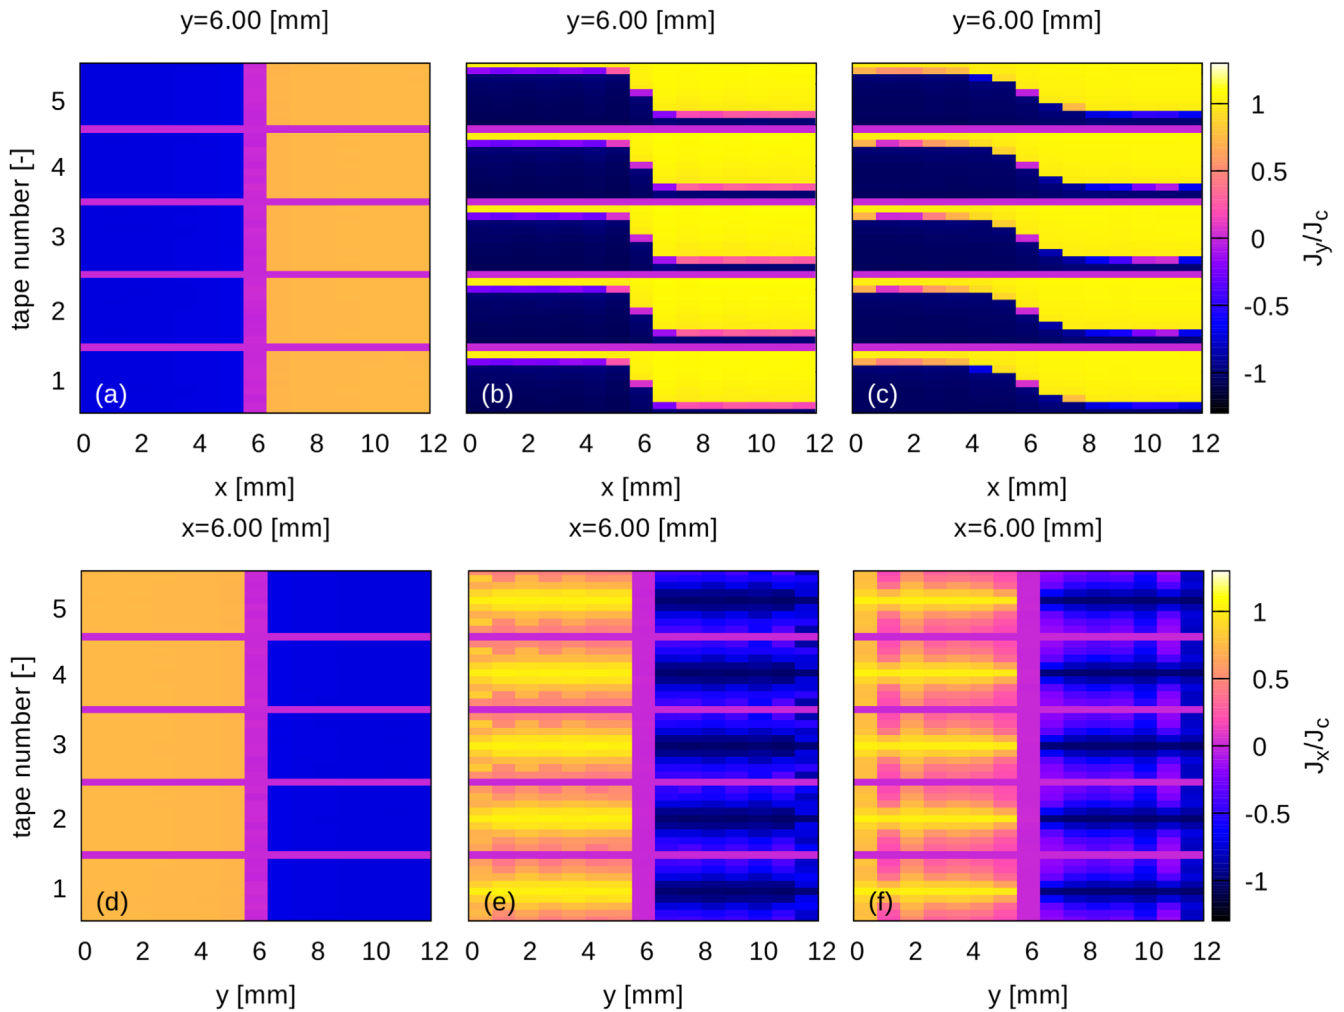 y=6.00 [mm] y=6.00 [mm] y=6.00 [mm]
tape number [-]
5
4
3
2
1
(a) (b) (c)
1
0.5
0
-0.5
-1
Jy/Jc
0 2 4 6 8 10 12 0 2 4 6 8 10 12 0 2 4 6 8 10 12
x [mm] x [mm] x [mm]
x=6.00 [mm] x=6.00 [mm] x=6.00 [mm]
tape number [-]
5
4
3
2
1
(d) (e) (f)
1
0.5
0
-0.5
-1
Jx/Jc
0 2 4 6 8 10 12 0 2 4 6 8 10 12 0 2 4 6 8 10 12
y [mm] y [mm] y [mm]